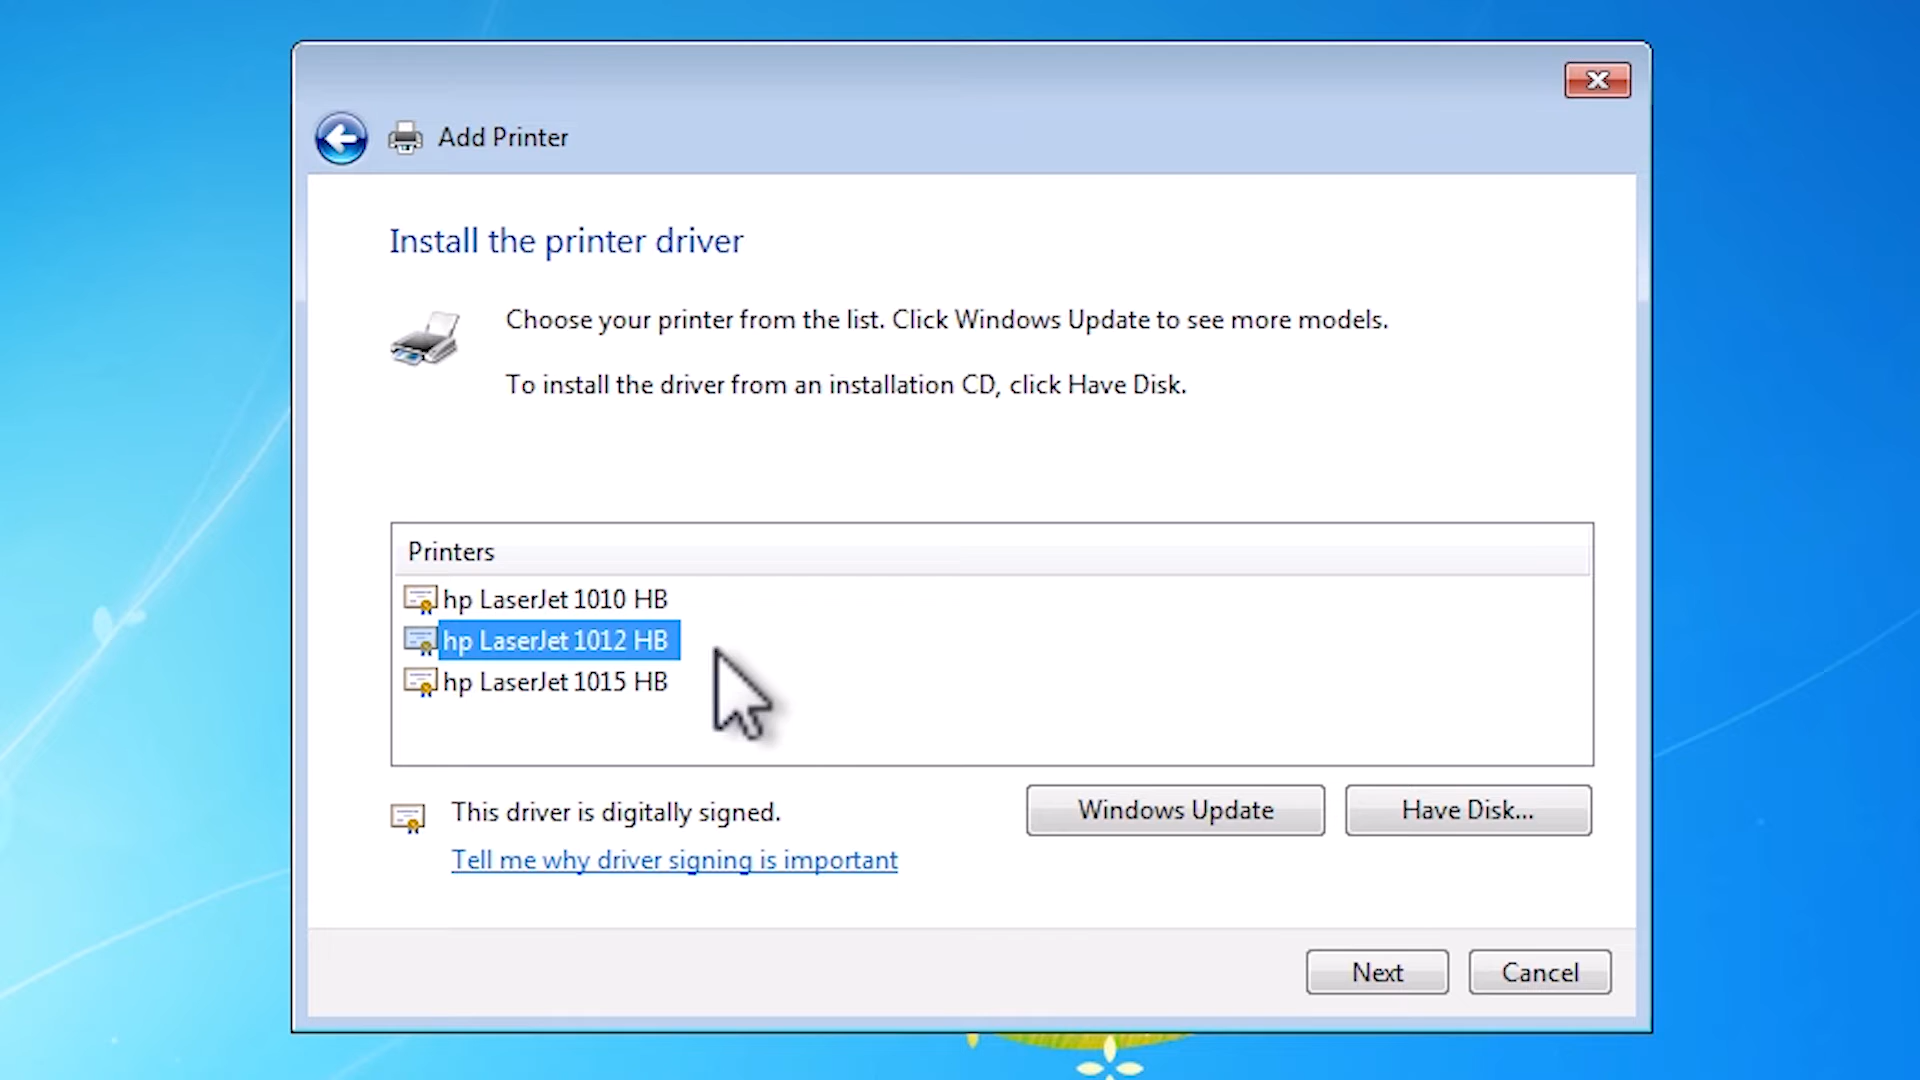 Add Printer
Install the printer driver
Choose your printer from the list. Click Windows Update to see more models.
To install the driver from an installation CD, click Have Disk.
Printers
hp LaserJet 1010 HB
hp LaserJet 1012 HB
hp LaserJet 1015 HB
This driver is digitally signed.
Windows Update
Have Disk...
Tell me why driver signing is important
Next
Cancel